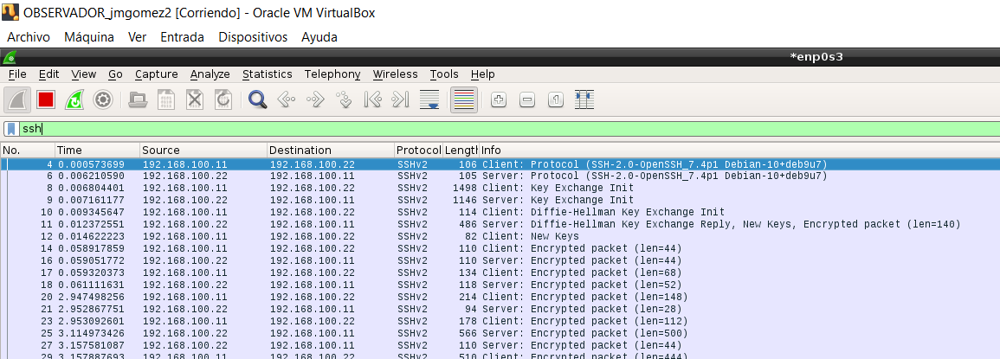 OBSERVADOR_jmgomez2 [Corriendo] - Oracle VM VirtualBox
Archivo Máquina Ver Entrada Dispositivos Ayuda
*enp0s3
File Edit View Go Capture Analyze Statistics Telephony Wireless Tools Help
ssh
No. Time Source Destination Protocol Length Info
4 0.000573699 192.168.100.11 192.168.100.22 SSHv2 106 Client: Protocol (SSH-2.0-OpenSSH_7.4p1 Debian-10+deb9u7)
6 0.006210590 192.168.100.22 192.168.100.11 SSHv2 105 Server: Protocol (SSH-2.0-OpenSSH_7.4p1 Debian-10+deb9u7)
8 0.006804401 192.168.100.11 192.168.100.22 SSHv2 1498 Client: Key Exchange Init
9 0.007161177 192.168.100.22 192.168.100.11 SSHv2 1146 Server: Key Exchange Init
10 0.009345647 192.168.100.11 192.168.100.22 SSHv2 114 Client: Diffie-Hellman Key Exchange Init
11 0.012372551 192.168.100.22 192.168.100.11 SSHv2 486 Server: Diffie-Hellman Key Exchange Reply, New Keys, Encrypted packet (len=140)
12 0.014622223 192.168.100.11 192.168.100.22 SSHv2 82 Client: New Keys
14 0.058917859 192.168.100.11 192.168.100.22 SSHv2 110 Client: Encrypted packet (len=44)
16 0.059051772 192.168.100.22 192.168.100.11 SSHv2 110 Server: Encrypted packet (len=44)
17 0.059320373 192.168.100.11 192.168.100.22 SSHv2 134 Client: Encrypted packet (len=68)
18 0.061111631 192.168.100.22 192.168.100.11 SSHv2 118 Server: Encrypted packet (len=52)
20 2.947498256 192.168.100.11 192.168.100.22 SSHv2 214 Client: Encrypted packet (len=148)
21 2.952867751 192.168.100.22 192.168.100.11 SSHv2 94 Server: Encrypted packet (len=28)
23 2.953092601 192.168.100.11 192.168.100.22 SSHv2 178 Client: Encrypted packet (len=112)
25 3.114973426 192.168.100.22 192.168.100.11 SSHv2 566 Server: Encrypted packet (len=500)
27 3.157581087 192.168.100.22 192.168.100.11 SSHv2 110 Server: Encrypted packet (len=44)
29 3.157887693 192.168.100.11 192.168.100.22 SSHv2 510 Client: Encrypted packet (len=444)